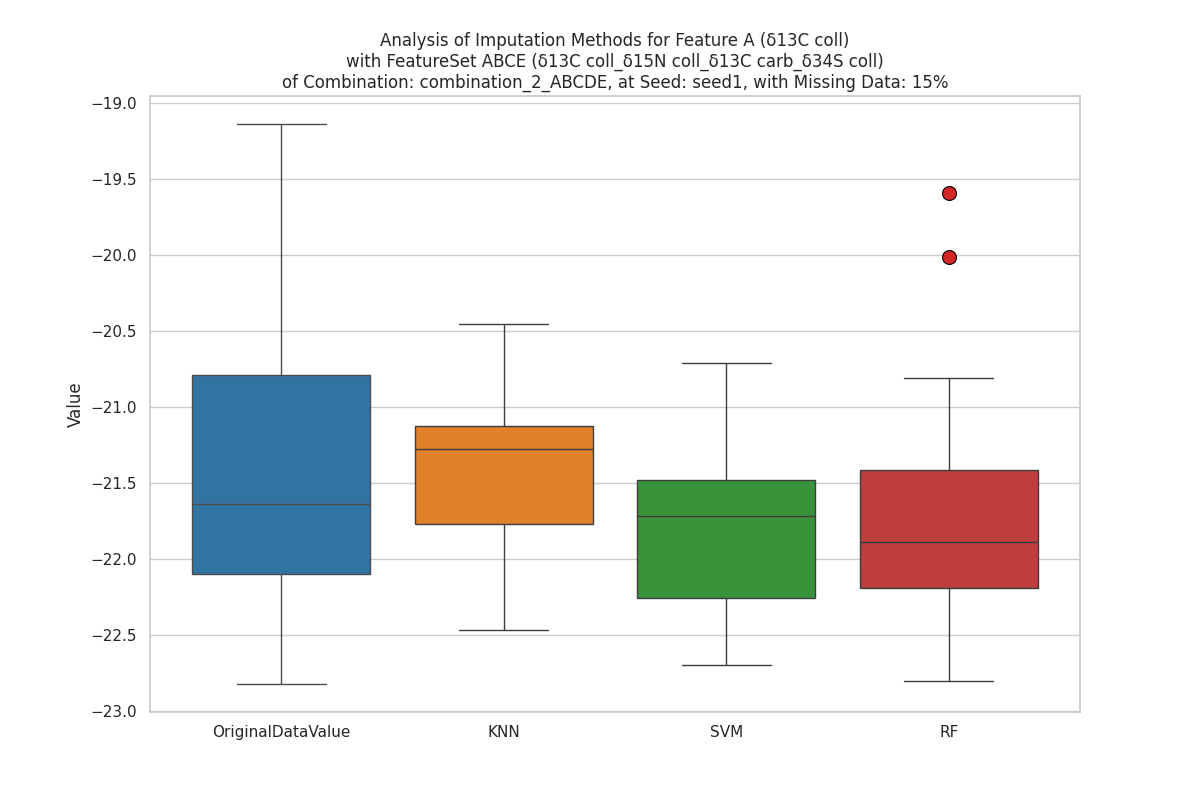 Analysis of Imputation Methods for Feature A (δ13C coll)
with FeatureSet ABCE (δ13C coll_δ15N coll_δ13C carb_δ34S coll)
of Combination: combination_2_ABCDE, at Seed: seed1, with Missing Data: 15%
−19.0
−19.5
−20.0
−20.5
−21.0
−21.5
−22.0
−22.5
−23.0
Value
OriginalDataValue
KNN
SVM
RF